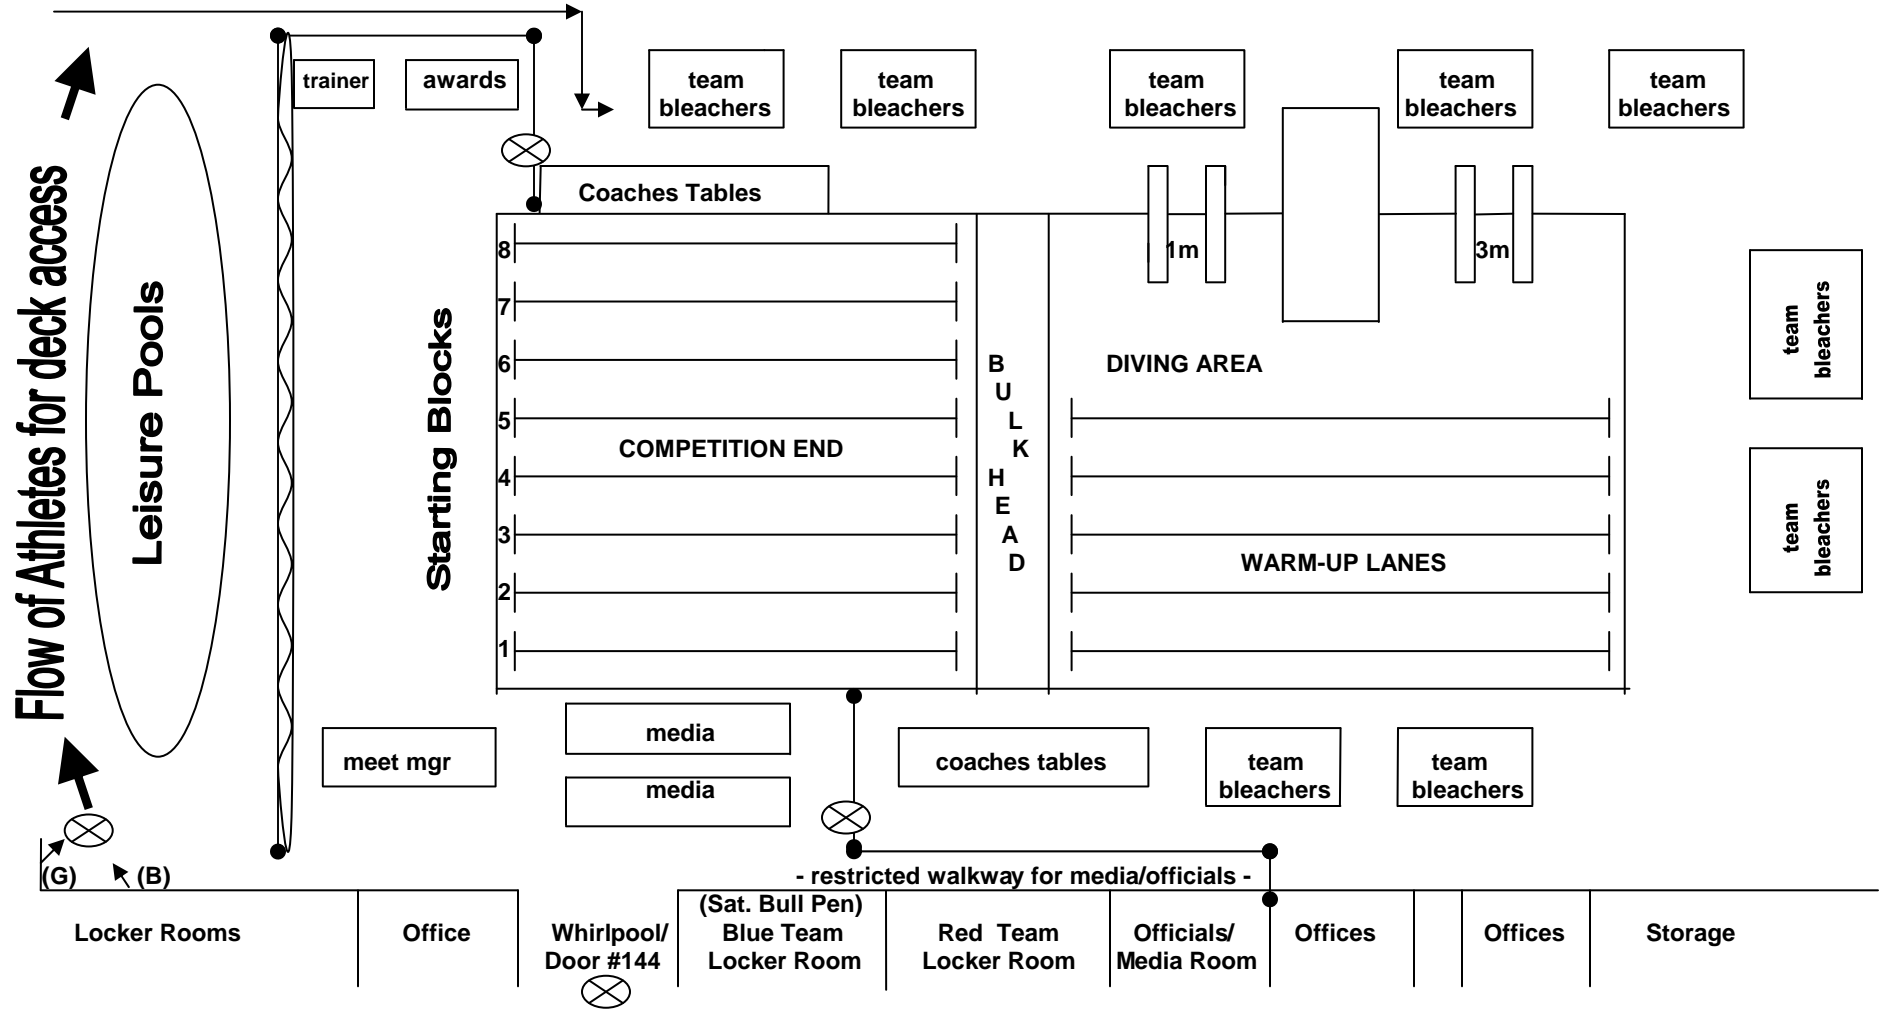 trainer
awards
team
bleachers
team
bleachers
team
bleachers
team
bleachers
team
bleachers
Coaches Tables
Flow of Athletes for deck access
Leisure Pools
Starting Blocks
8
7
6
5
4
3
2
1
COMPETITION END
B
U
L
K
H
E
A
D
1m
3m
DIVING AREA
WARM-UP LANES
team
bleachers
team
bleachers
meet mgr
media
media
coaches tables
team
bleachers
team
bleachers
(G)
(B)
- restricted walkway for media/officials -
Locker Rooms
Office
Whirlpool/
Door #144
(Sat. Bull Pen)
Blue Team
Locker Room
Red Team
Locker Room
Officials/
Media Room
Offices
Offices
Storage